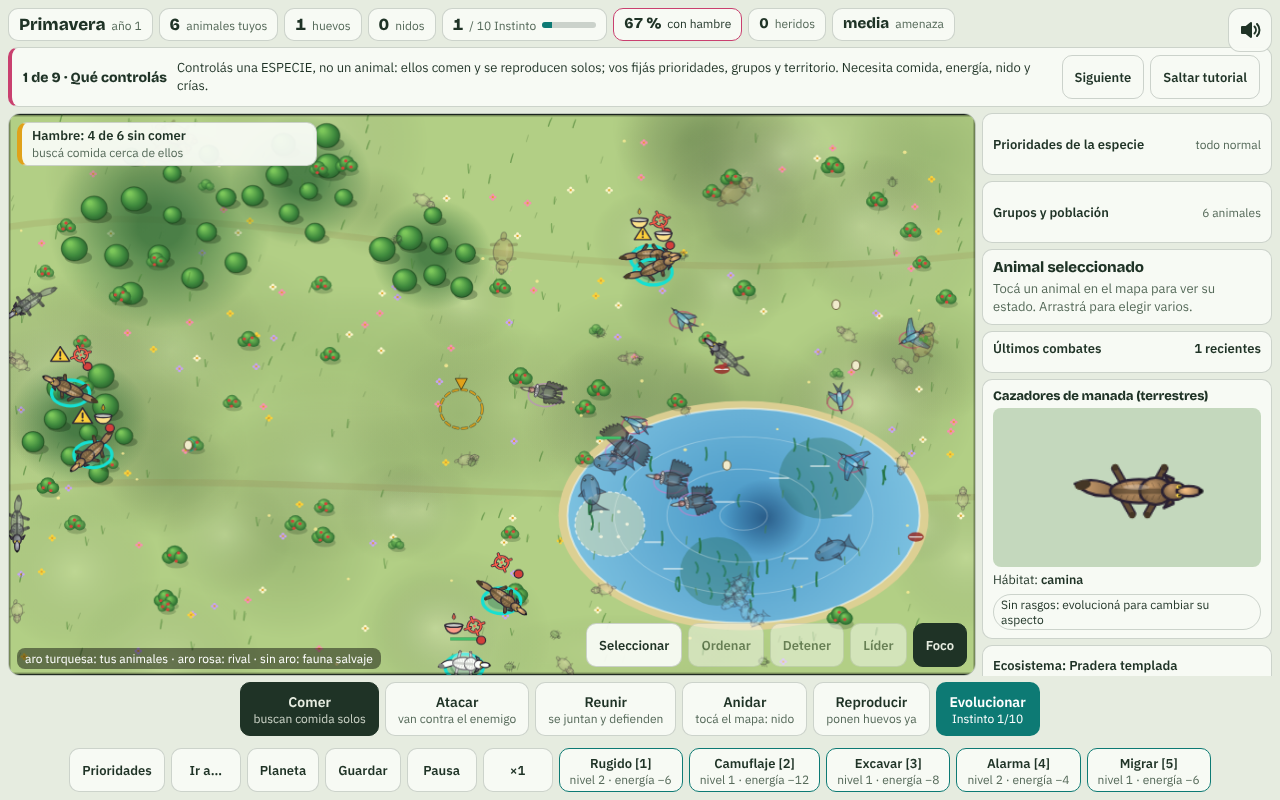 Primavera año 1
6 animales tuyos
1 huevos
0 nidos
1 / 10 Instinto
67 % con hambre
0 heridos
media amenaza
1 de 9 · Qué controlás
Controlás una ESPECIE, no un animal: ellos comen y se reproducen solos; vos fijás prioridades, grupos y territorio. Necesita comida, energía, nido y
crías.
Siguiente
Saltar tutorial
Hambre: 4 de 6 sin comer
buscá comida cerca de ellos
Prioridades de la especie
todo normal
Grupos y población
6 animales
Animal seleccionado
Tocá un animal en el mapa para ver su
estado. Arrastrá para elegir varios.
Últimos combates
1 recientes
Cazadores de manada (terrestres)
Hábitat: camina
Sin rasgos: evolucioná para cambiar su
aspecto
Ecosistema: Pradera templada
aro turquesa: tus animales · aro rosa: rival · sin aro: fauna salvaje
Seleccionar
Ordenar
Detener
Líder
Foco
Comer
buscan comida solos
Atacar
van contra el enemigo
Reunir
se juntan y defienden
Anidar
tocá el mapa: nido
Reproducir
ponen huevos ya
Evolucionar
Instinto 1/10
Prioridades
Ir a...
Planeta
Guardar
Pausa
×1
Rugido [1]
nivel 2 · energía −6
Camuflaje [2]
nivel 1 · energía −12
Excavar [3]
nivel 1 · energía −8
Alarma [4]
nivel 2 · energía −4
Migrar [5]
nivel 1 · energía −6